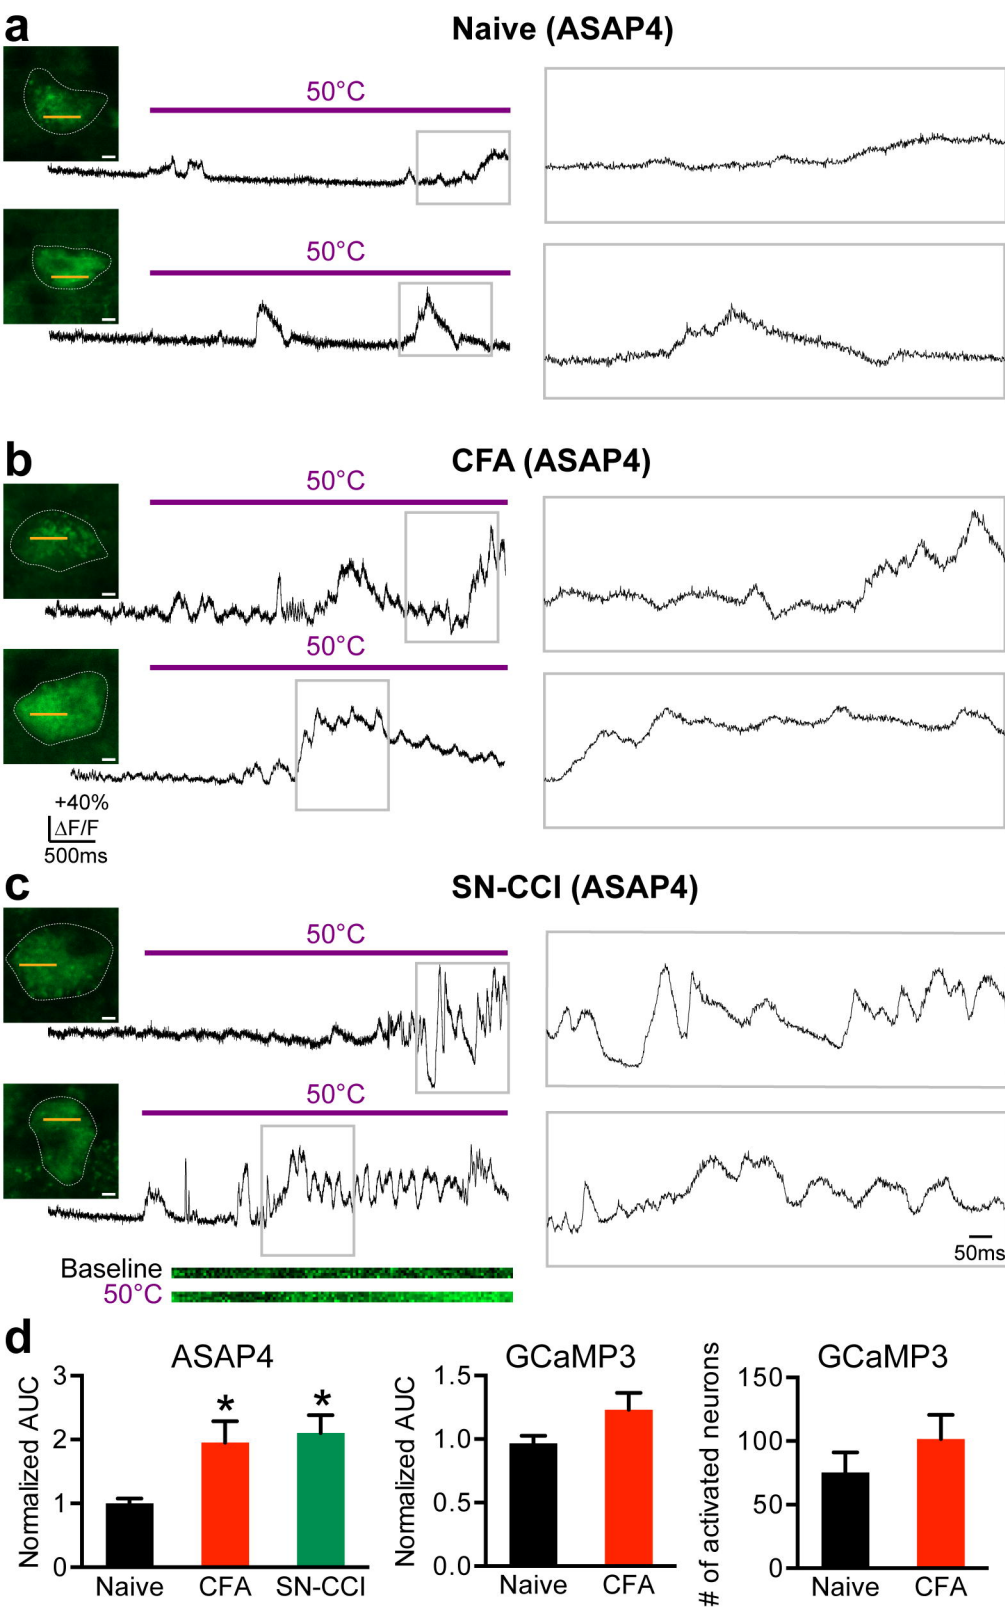 a
Naive (ASAP4)
50°C
50°C
b
CFA (ASAP4)
50°C
50°C
+40%
ΔF/F
500ms
c
SN-CCI (ASAP4)
50°C
50°C
50ms
Baseline
50°C
d
ASAP4
Normalized AUC
3
2
1
0
Naive
CFA
SN-CCI
*
*
GCaMP3
Normalized AUC
1.5
1.0
0.5
0.0
Naive
CFA
GCaMP3
# of activated neurons
150
100
50
0
Naive
CFA